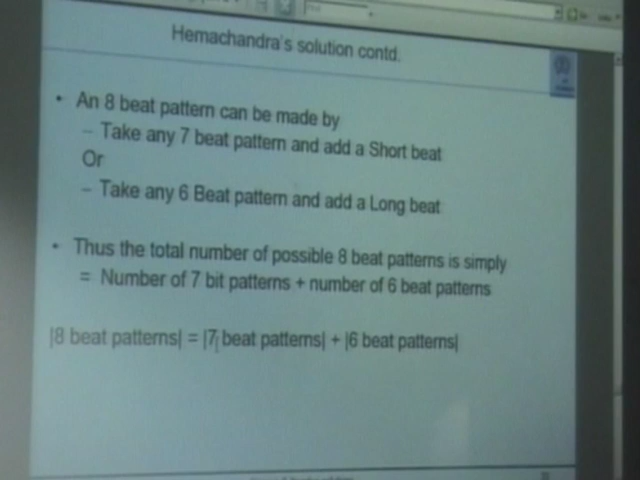 Hemachandra's solution contd.
• An 8 beat pattern can be made by
– Take any 7 beat pattern and add a Short beat
Or
– Take any 6 Beat pattern and add a Long beat
• Thus the total number of possible 8 beat patterns is simply
= Number of 7 bit patterns + number of 6 beat patterns
|8 beat patterns| = |7 beat patterns| + |6 beat patterns|